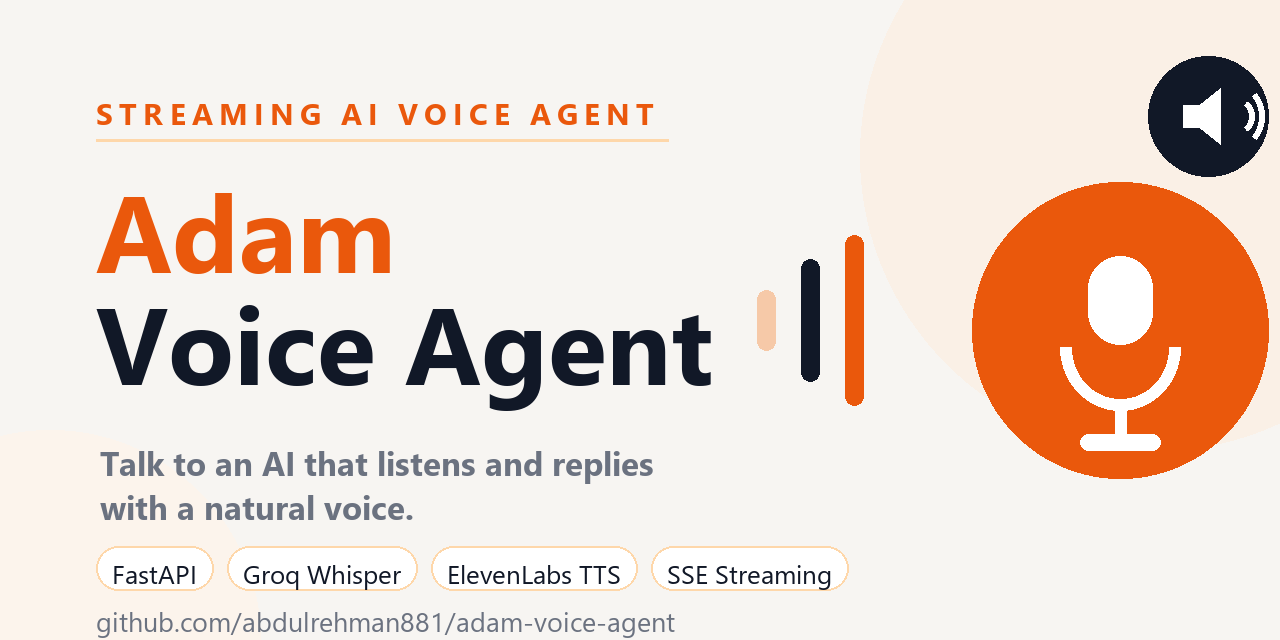 STREAMING AI VOICE AGENT
Adam
Voice Agent
Talk to an AI that listens and replies
with a natural voice.
FastAPI Groq Whisper ElevenLabs TTS SSE Streaming
github.com/abdulrehman881/adam-voice-agent